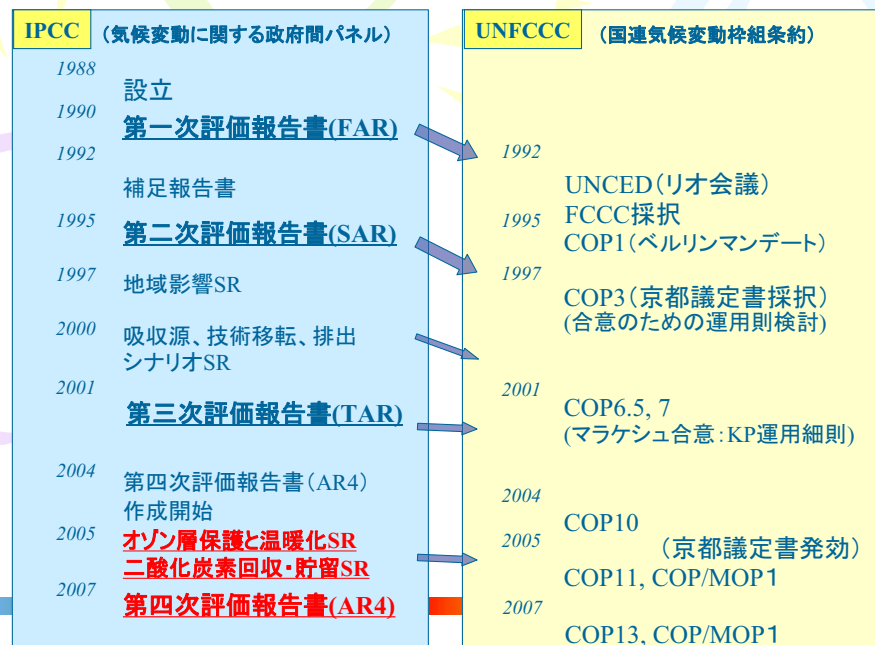 IPCC (気候変動に関する政府間パネル)
1988
設立
1990
第一次評価報告書(FAR)
1992
補足報告書
1995
第二次評価報告書(SAR)
1997
地域影響SR
2000
吸収源、技術移転、排出
シナリオSR
2001
第三次評価報告書(TAR)
2004
第四次評価報告書(AR4)
作成開始
2005
オゾン層保護と温暖化SR
二酸化炭素回収・貯留SR
2007
第四次評価報告書(AR4)
UNFCCC (国連気候変動枠組条約)
1992
UNCED(リオ会議)
FCCC採択
1995
COP1(ベルリンマンデート)
1997
COP3(京都議定書採択)
(合意のための運用則検討)
2001
COP6.5, 7
(マラケシュ合意:KP運用細則)
2004
COP10
2005
(京都議定書発効)
COP11, COP/MOP1
2007
COP13, COP/MOP1